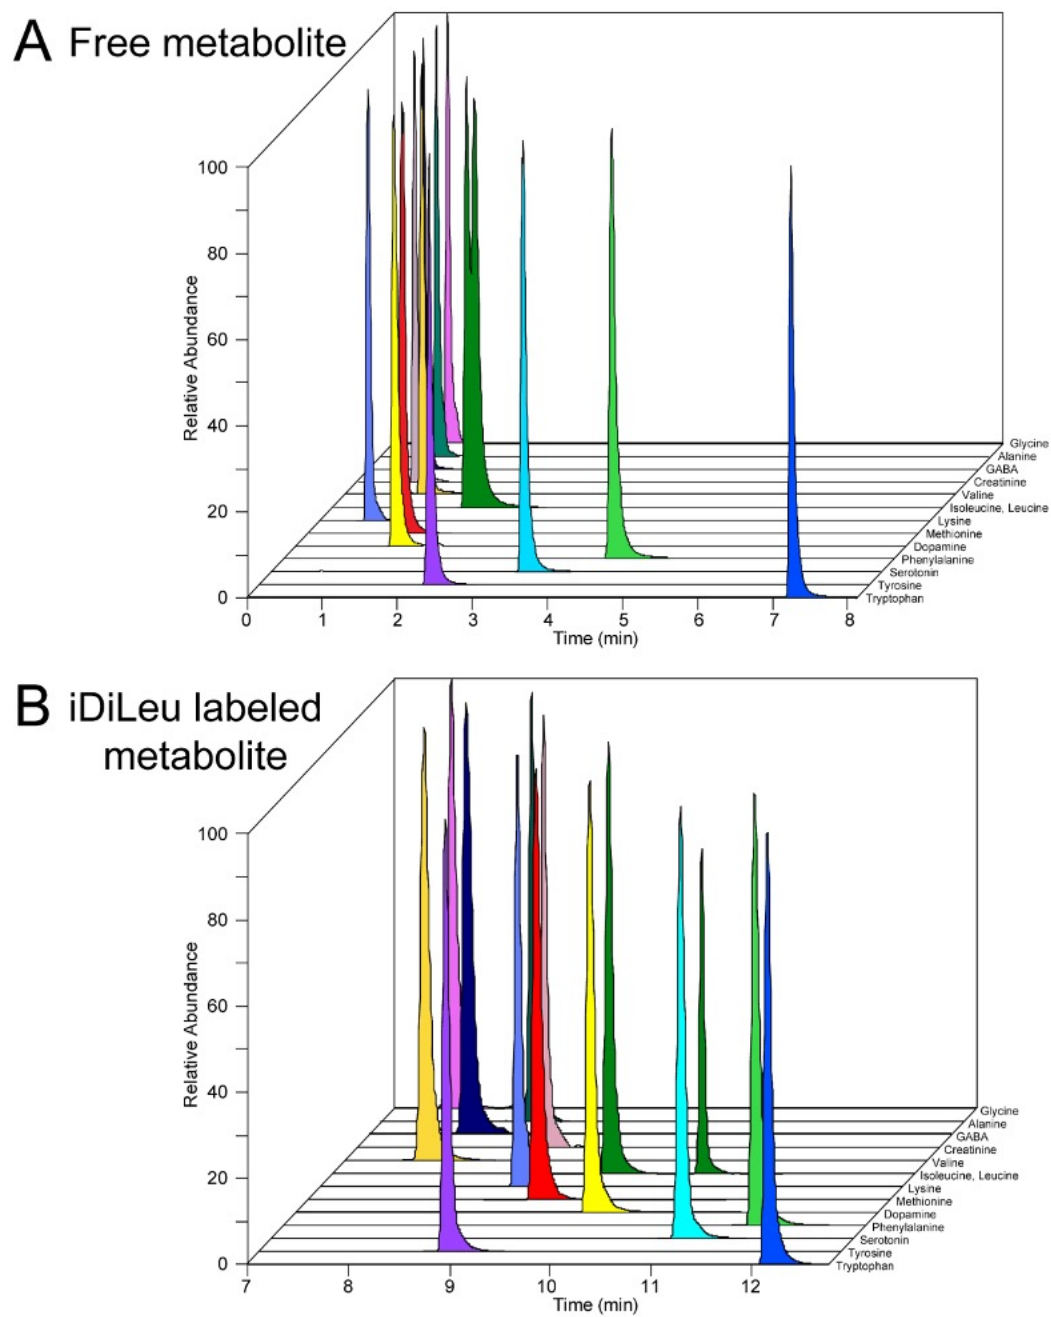 A Free metabolite
100
80
60
40
20
0
Relative Abundance
Glycine
Alanine
GABA
Creatinine
Valine
Isoleucine, Leucine
Lysine
Methionine
Dopamine
Phenylalanine
Serotonin
Tyrosine
Tryptophan
0 1 2 3 4 5 6 7 8
Time (min)
B iDiLeu labeled
metabolite
100
80
60
40
20
0
Relative Abundance
Glycine
Alanine
GABA
Creatinine
Valine
Isoleucine, Leucine
Lysine
Methionine
Dopamine
Phenylalanine
Serotonin
Tyrosine
Tryptophan
7 8 9 10 11 12
Time (min)